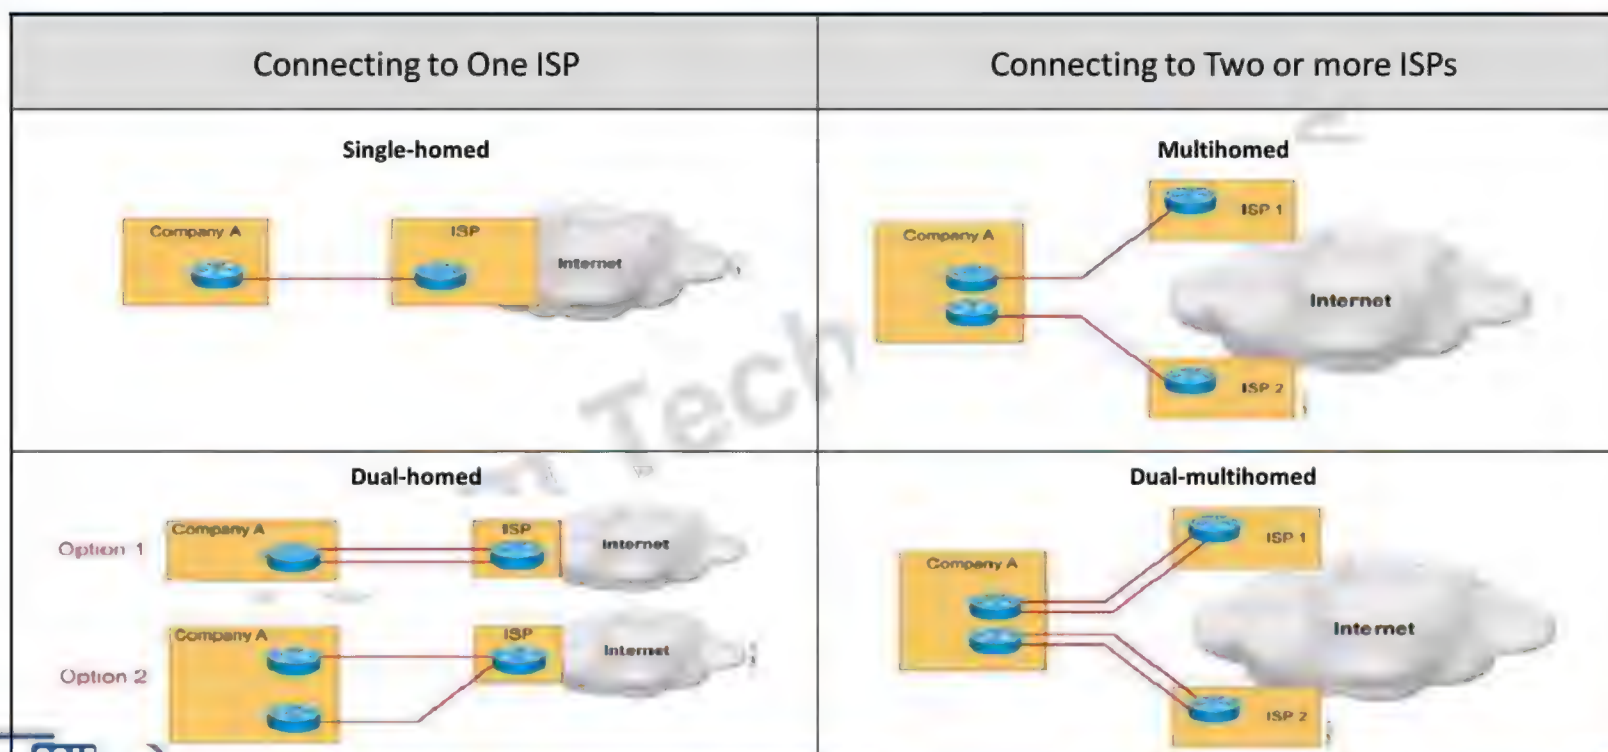 Connecting to One ISP
Connecting to Two or more ISPs
Single-homed
Company A
ISP
Internet
Multihomed
Company A
ISP 1
Internet
ISP 2
Dual-homed
Option 1
Company A
ISP
Internet
Option 2
Company A
ISP
Internet
Dual-multihomed
Company A
ISP 1
Internet
ISP 2
Tech